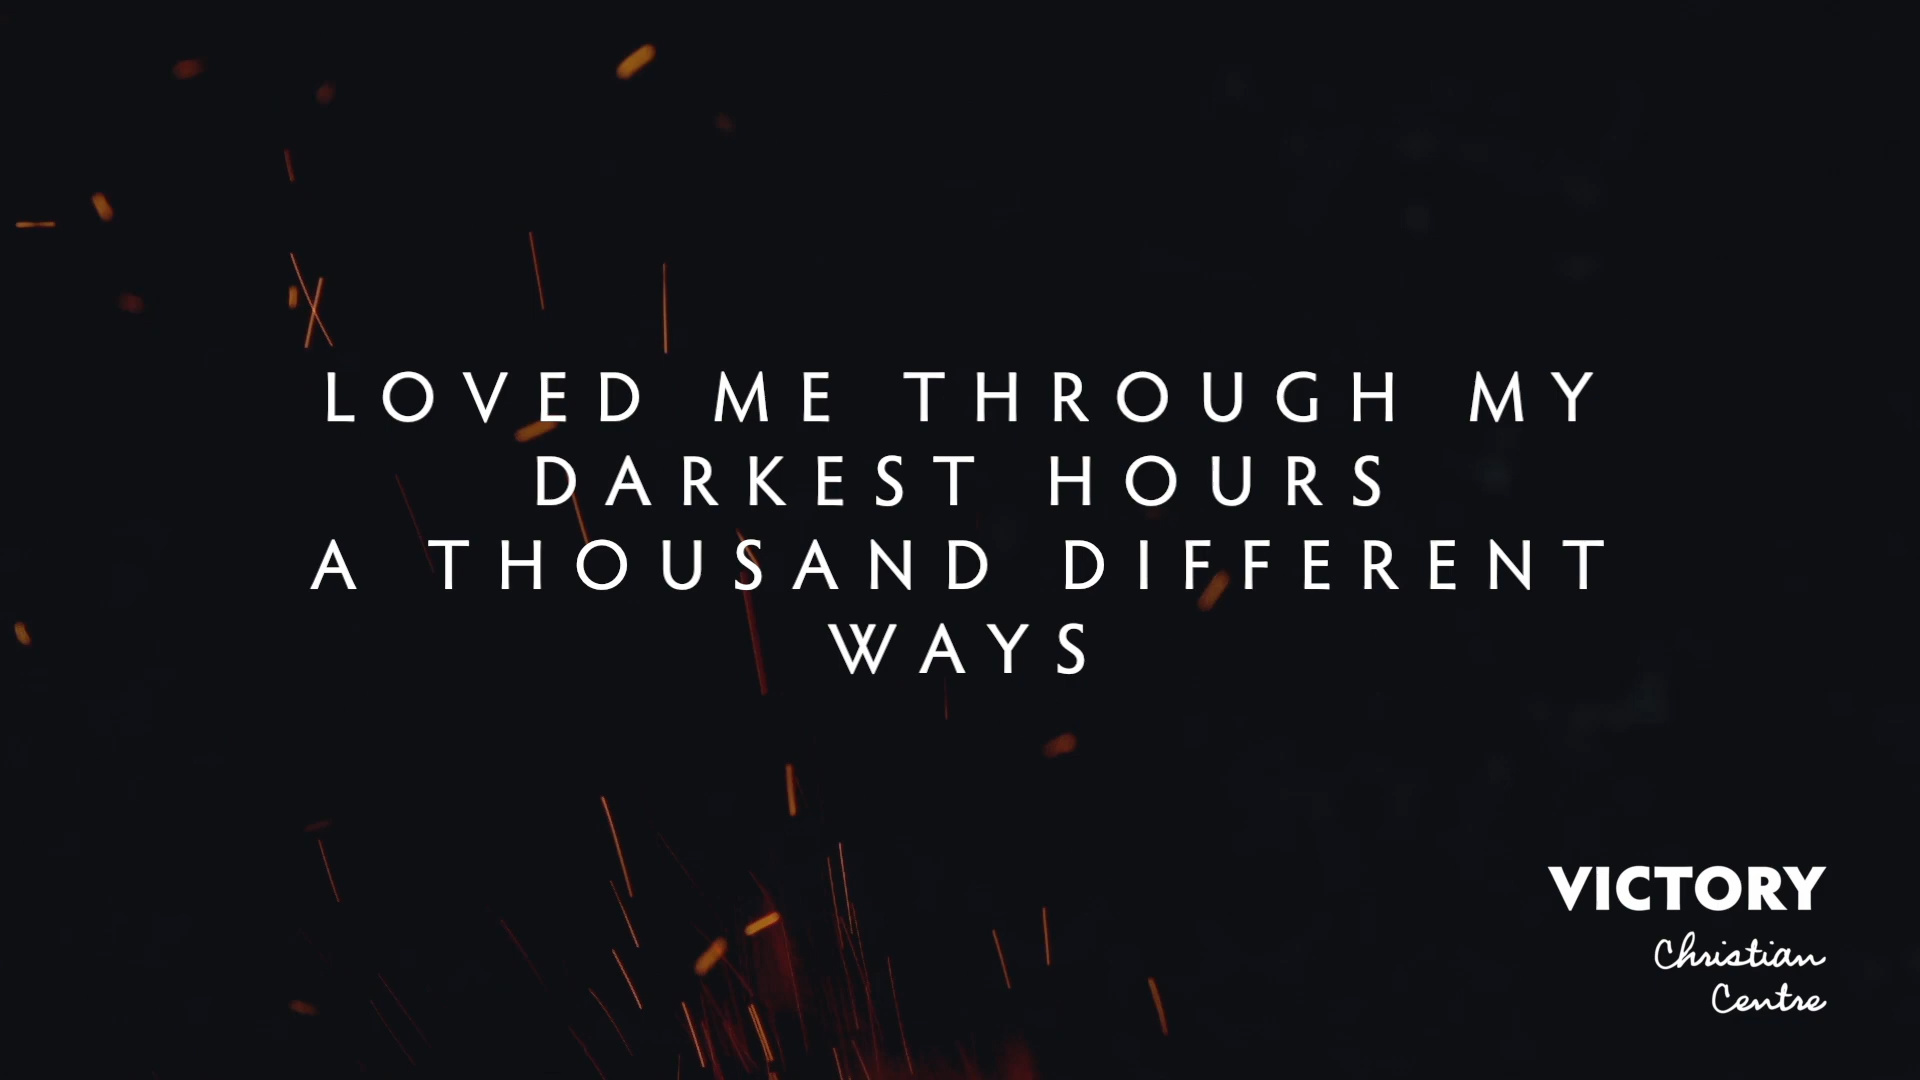 LOVED ME THROUGH MY
DARKEST HOURS
A THOUSAND DIFFERENT
WAYS
VICTORY
Christian
Centre